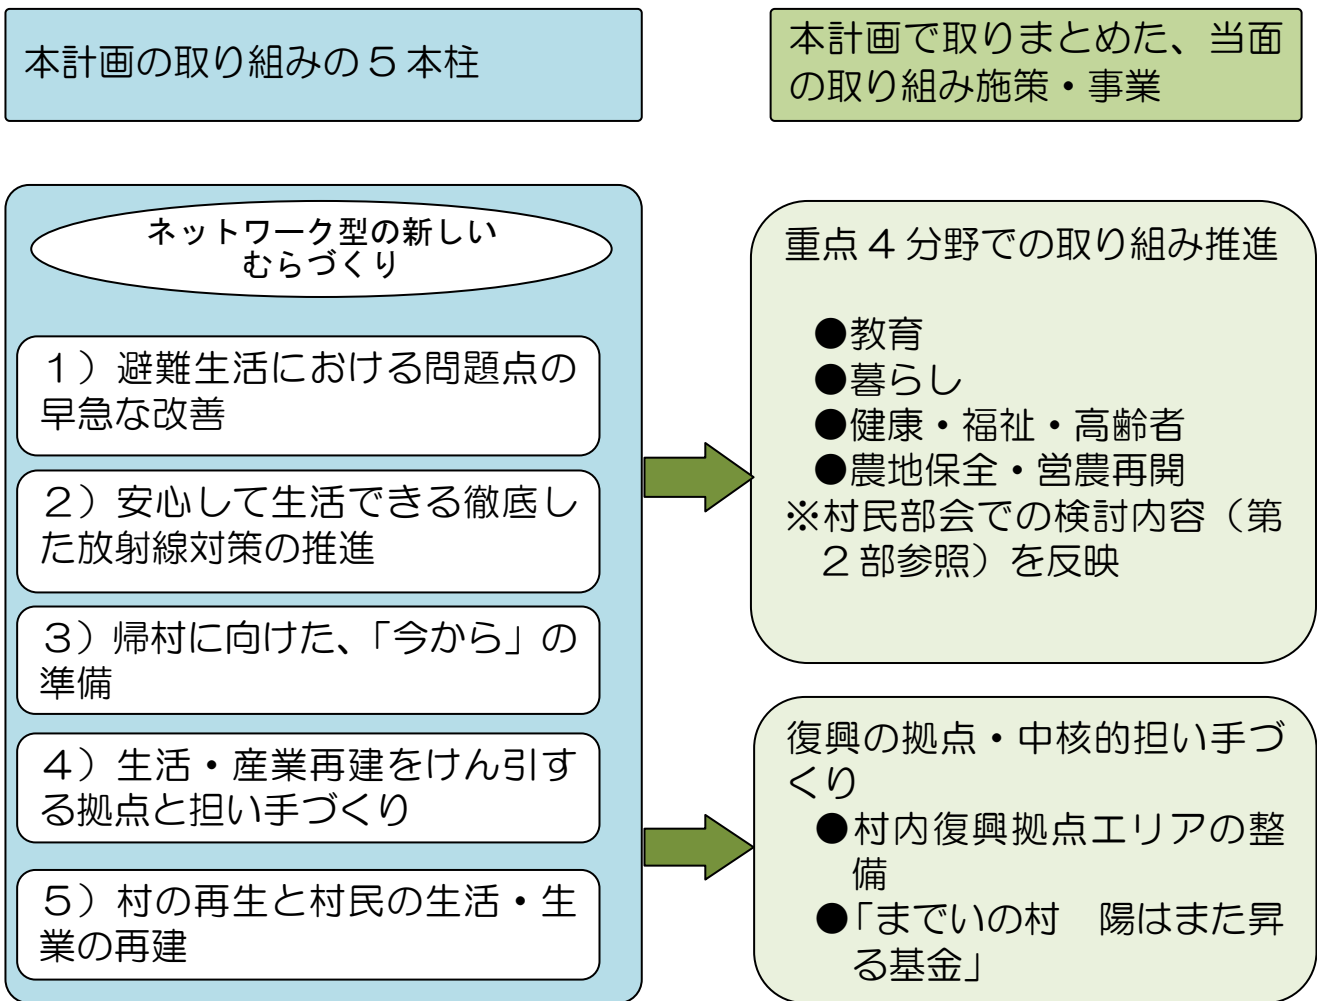 本計画の取り組みの5本柱
本計画で取りまとめた、当面
の取り組み施策・事業
ネットワーク型の新しい
むらづくり
１）避難生活における問題点の
早急な改善
２）安心して生活できる徹底し
た放射線対策の推進
３）帰村に向けた、「今から」の
準備
４）生活・産業再建をけん引す
る拠点と担い手づくり
５）村の再生と村民の生活・生
業の再建
重点4分野での取り組み推進
●教育
●暮らし
●健康・福祉・高齢者
●農地保全・営農再開
※村民部会での検討内容（第
2部参照）を反映
復興の拠点・中核的担い手づ
くり
●村内復興拠点エリアの整
備
●「までいの村　陽はまた昇
る基金」